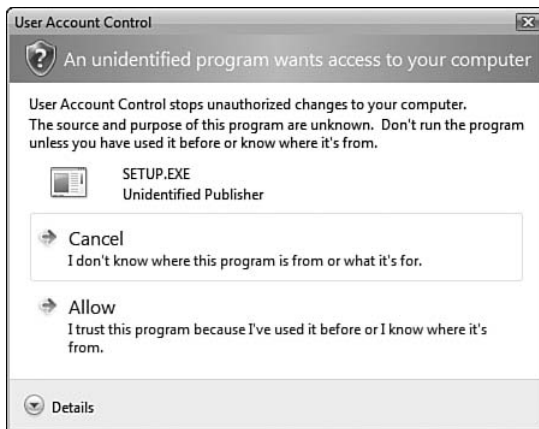 User Account Control
An unidentified program wants access to your computer
User Account Control stops unauthorized changes to your computer.
The source and purpose of this program are unknown. Don't run the program
unless you have used it before or know where it's from.
SETUP.EXE
Unidentified Publisher
Cancel
I don't know where this program is from or what it's for.
Allow
I trust this program because I've used it before or I know where it's
from.
Details